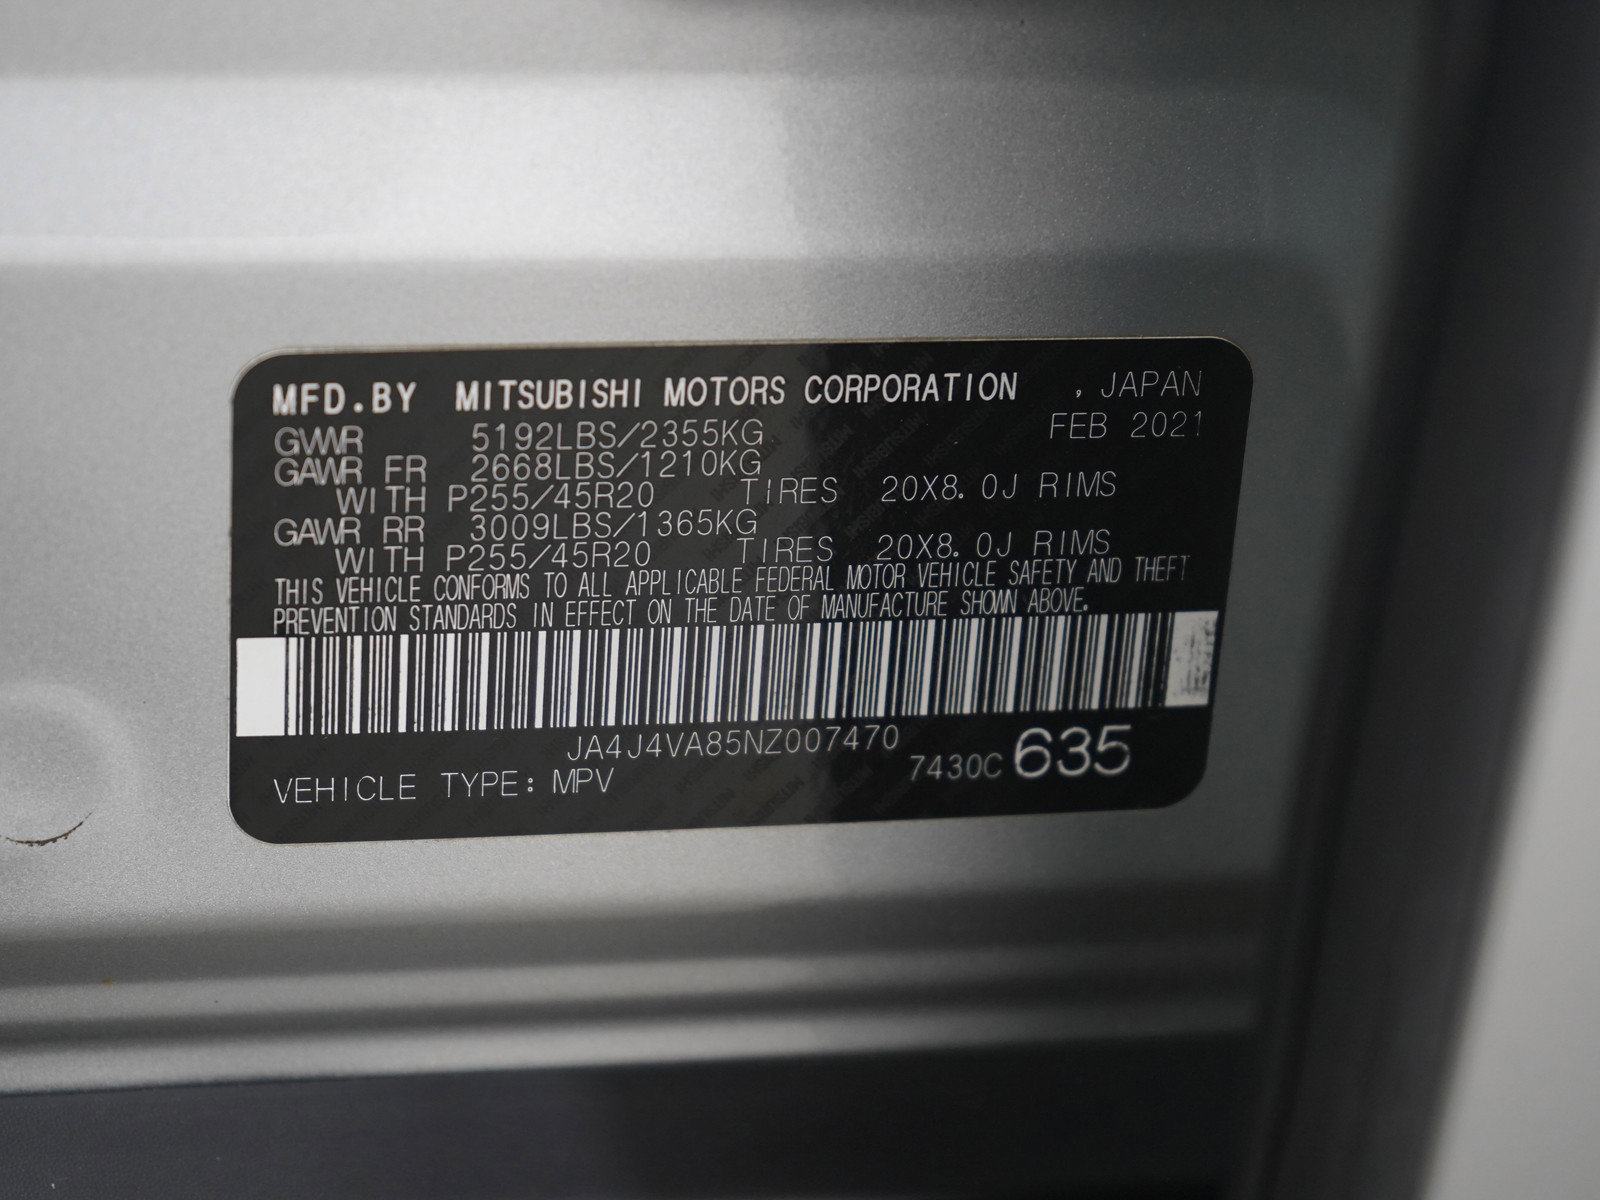 MFD.BY MITSUBISHI MOTORS CORPORATION , JAPAN
FEB 2021
GVWR 5192LBS/2355KG
GAWR FR 2668LBS/1210KG
WITH P255/45R20 TIRES 20X8.0J RIMS
GAWR RR 3009LBS/1365KG
WITH P255/45R20 TIRES 20X8.0J RIMS
THIS VEHICLE CONFORMS TO ALL APPLICABLE FEDERAL MOTOR VEHICLE SAFETY AND THEFT
PREVENTION STANDARDS IN EFFECT ON THE DATE OF MANUFACTURE SHOWN ABOVE.
JA4J4VA85NZ007470
VEHICLE TYPE: MPV 7430C 635